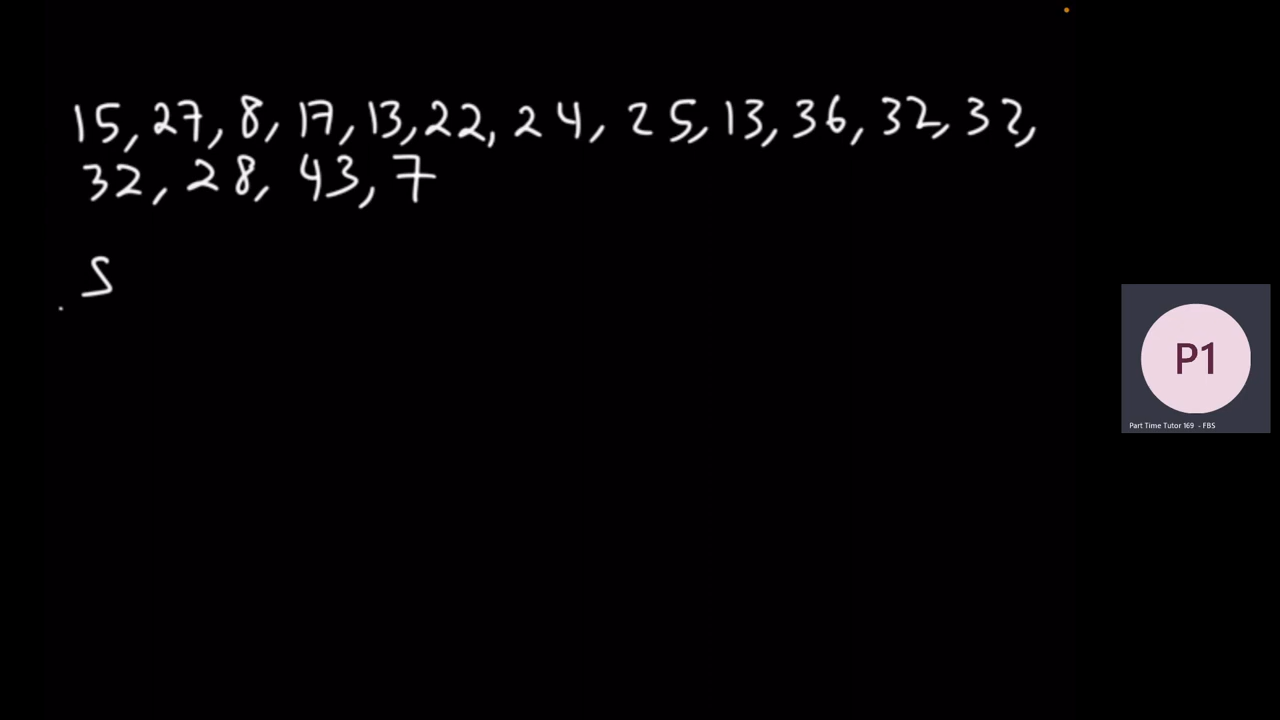 15, 27, 8, 17, 13, 22, 24, 25, 13, 36, 32, 32,
32, 28, 43, 7
S
P1
Part Time Tutor 169 - FBS